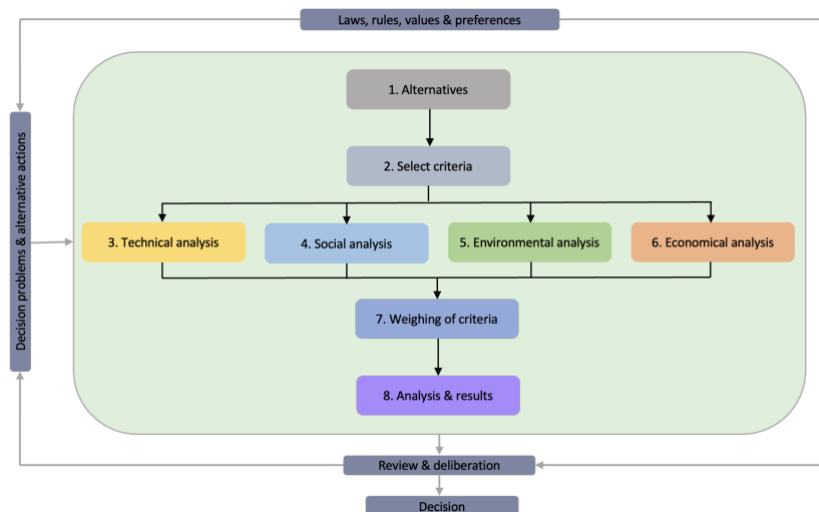 Laws, rules, values & preferences
Decision problems & alternative actions
1. Alternatives
2. Select criteria
3. Technical analysis
4. Social analysis
5. Environmental analysis
6. Economical analysis
7. Weighing of criteria
8. Analysis & results
Review & deliberation
Decision